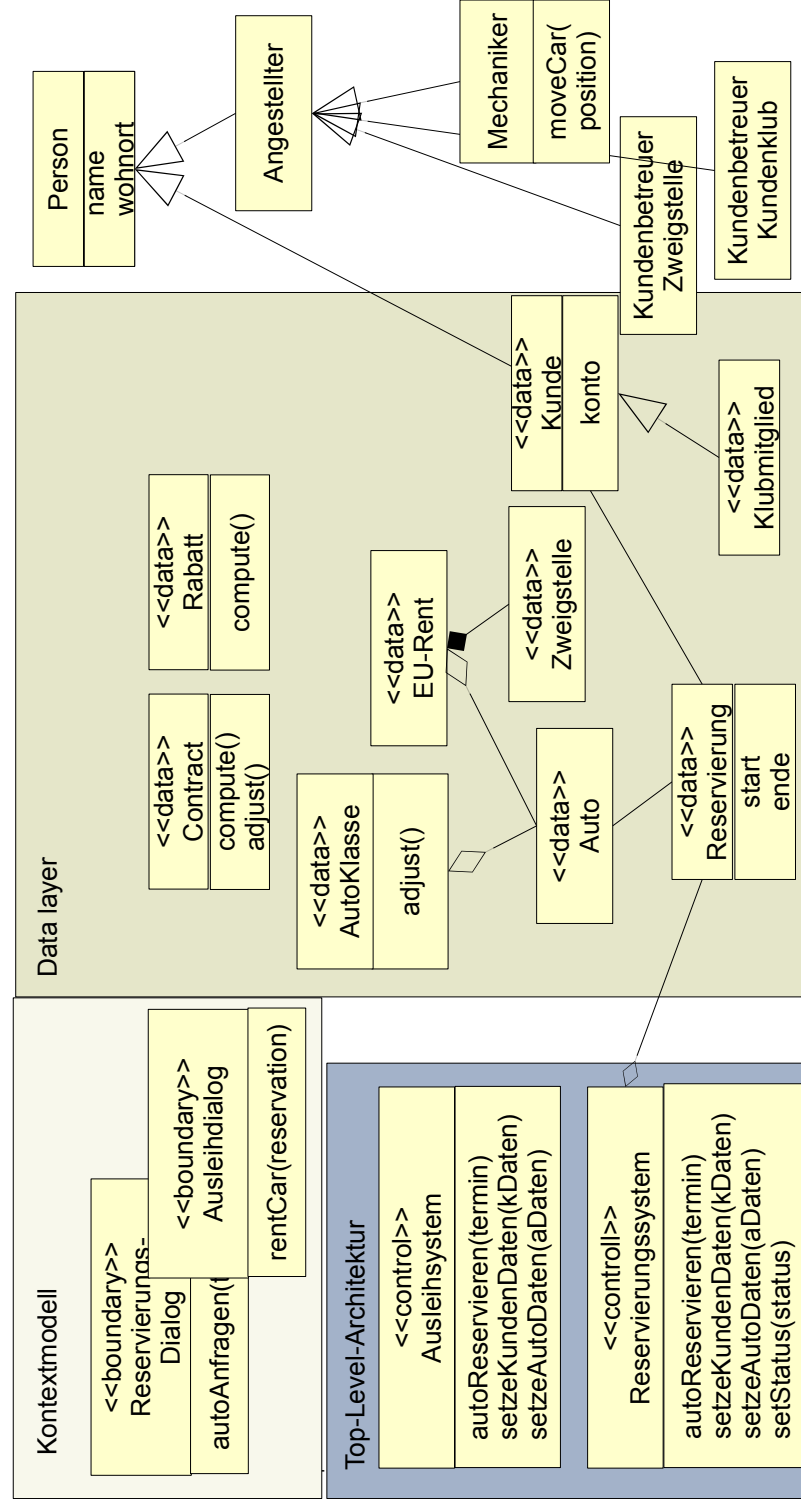 Kontextmodell
<<boundary>>
Reservierungs-
Dialog
autoAnfragen(t
<<boundary>>
Ausleihdialog
rentCar(reservation)
Top-Level-Architektur
<<control>>
Ausleihsystem
autoReservieren(termin)
setzeKundenDaten(kDaten)
setzeAutoDaten(aDaten)
<<controll>>
Reservierungssystem
autoReservieren(termin)
setzeKundenDaten(kDaten)
setzeAutoDaten(aDaten)
setStatus(status)
Data layer
<<data>>
Contract
compute()
adjust()
<<data>>
Rabatt
compute()
<<data>>
AutoKlasse
adjust()
<<data>>
EU-Rent
<<data>>
Auto
<<data>>
Zweigstelle
<<data>>
Reservierung
start
ende
<<data>>
Kunde
konto
<<data>>
Klubmitglied
Person
name
wohnort
Angestellter
Mechaniker
moveCar(
position)
Kundenbetreuer
Zweigstelle
Kundenbetreuer
Kundenklub